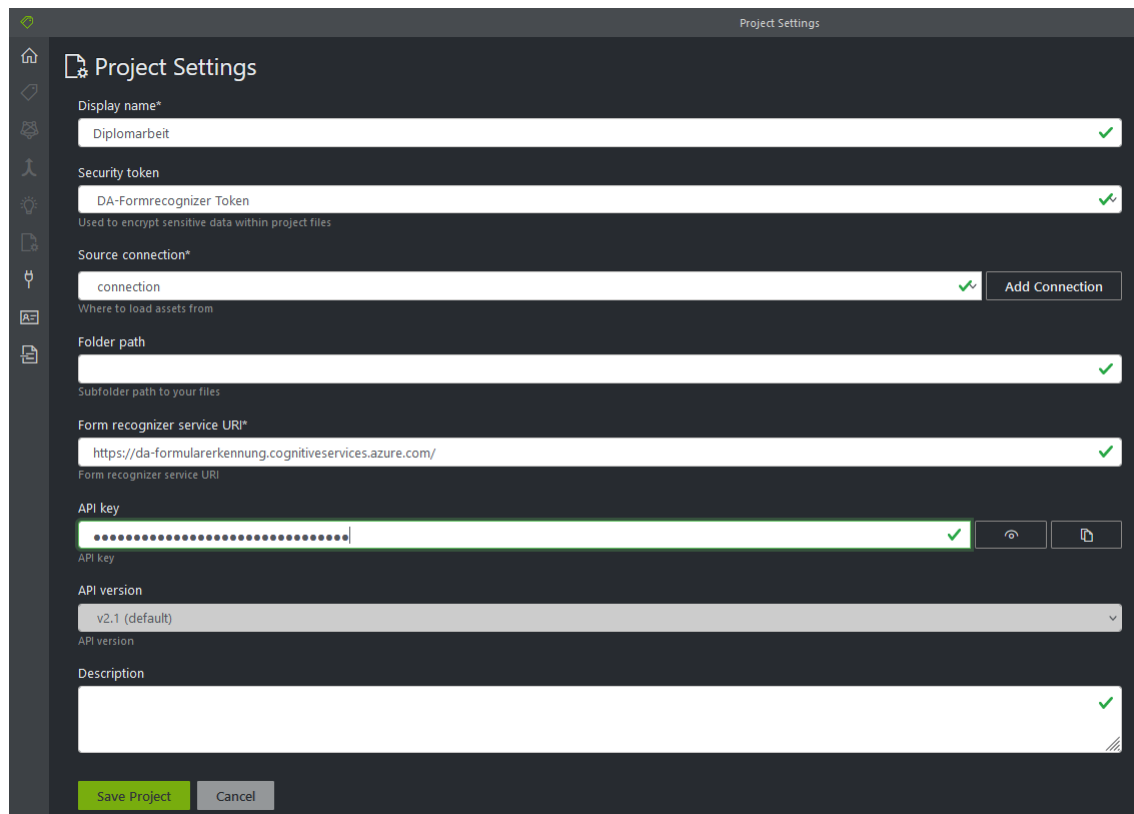 Project Settings
Project Settings
Display name*
Diplomarbeit
Security token
DA-Formrecognizer Token
Used to encrypt sensitive data within project files
Source connection*
connection
Add Connection
Where to load assets from
Folder path
Subfolder path to your files
Form recognizer service URI*
https://da-formularerkennung.cognitiveservices.azure.com/
Form recognizer service URI
API key
●●●●●●●●●●●●●●●●●●●●●●●●●●●●●●●●
API key
API version
v2.1 (default)
API version
Description
Save Project Cancel